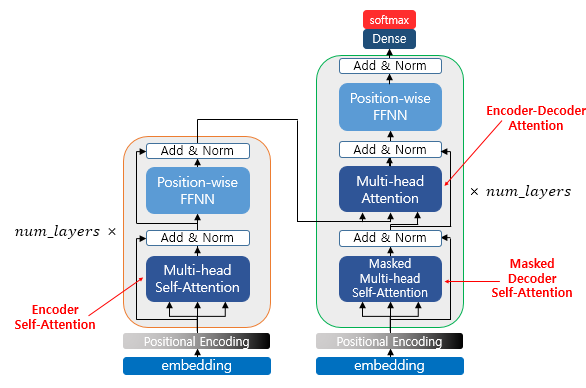 softmax
Dense
Add & Norm
Position-wise
FFNN
Encoder-Decoder
Attention
Add & Norm
Multi-head
Attention
× num_layers
Add & Norm
Masked
Multi-head
Self-Attention
Masked
Decoder
Self-Attention
Positional Encoding
embedding
Add & Norm
Position-wise
FFNN
num_layers ×
Add & Norm
Multi-head
Self-Attention
Encoder
Self-Attention
Positional Encoding
embedding